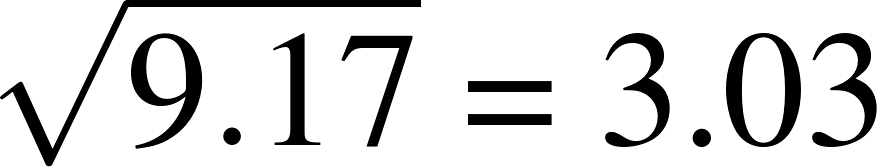 √9.17 = 3.03